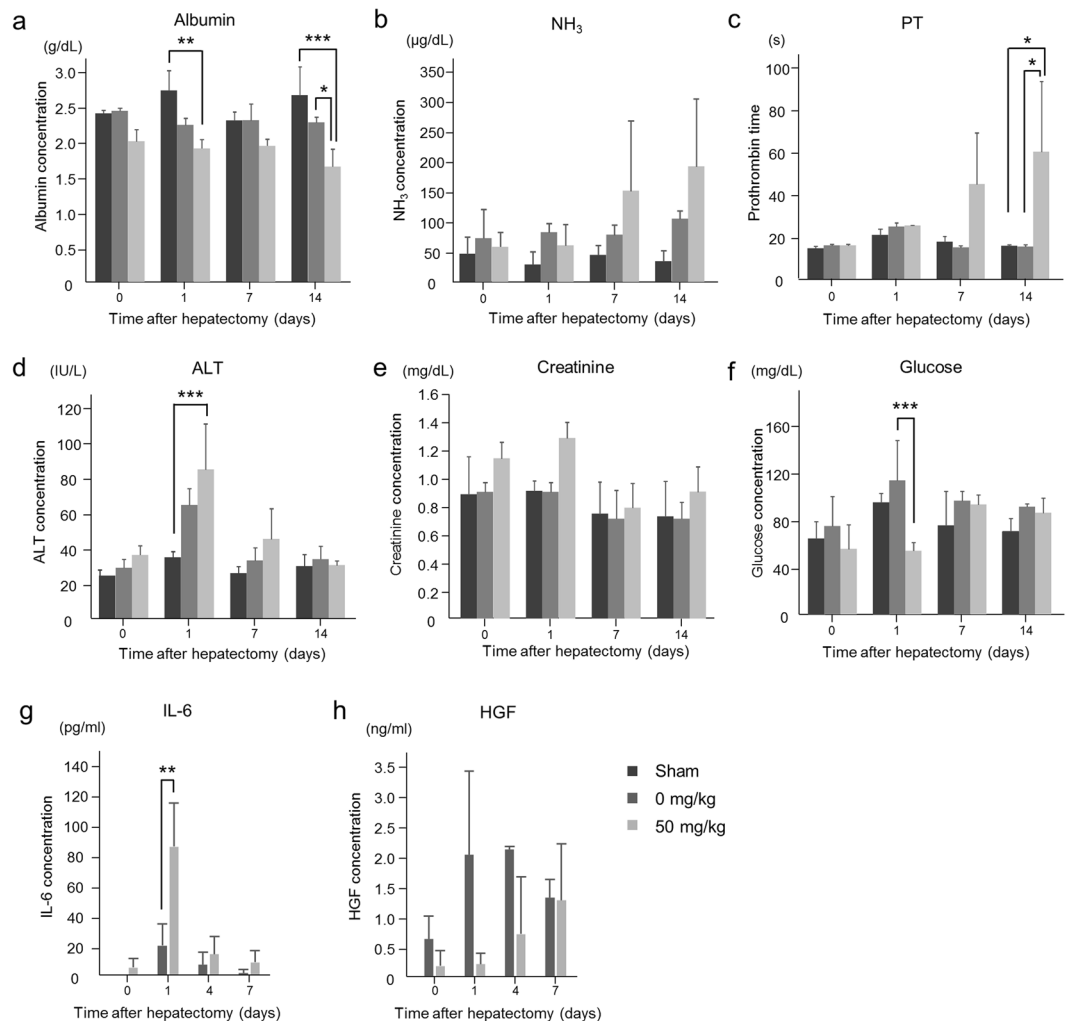 a
Albumin
(g/dL)
**
***
*
3.0
2.5
2.0
1.5
1.0
0.5
0
Albumin concentration
0 1 7 14
Time after hepatectomy (days)
b
NH₃
(μg/dL)
350
300
250
200
150
100
50
0
NH₃ concentration
0 1 7 14
Time after hepatectomy (days)
c
PT
(s)
*
*
100
80
60
40
20
0
Prothrombin time
0 1 7 14
Time after hepatectomy (days)
d
ALT
(IU/L)
***
120
100
80
60
40
20
0
ALT concentration
0 1 7 14
Time after hepatectomy (days)
e
Creatinine
(mg/dL)
1.6
1.4
1.2
1.0
0.8
0.6
0.4
0.2
0
Creatinine concentration
0 1 7 14
Time after hepatectomy (days)
f
Glucose
(mg/dL)
***
160
120
80
40
0
Glucose concentration
0 1 7 14
Time after hepatectomy (days)
g
IL-6
(pg/ml)
**
140
120
100
80
60
40
20
0
IL-6 concentration
0 1 4 7
Time after hepatectomy (days)
h
HGF
(ng/ml)
3.5
3.0
2.5
2.0
1.5
1.0
0.5
0
HGF concentration
0 1 4 7
Time after hepatectomy (days)
Sham
0 mg/kg
50 mg/kg